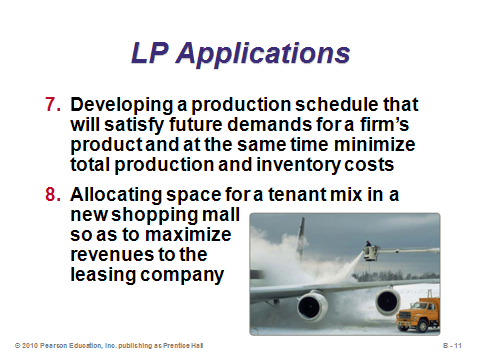 LP Applications
7. Developing a production schedule that
will satisfy future demands for a firm's
product and at the same time minimize
total production and inventory costs
8. Allocating space for a tenant mix in a
new shopping mall
so as to maximize
revenues to the
leasing company
© 2010 Pearson Education, Inc. publishing as Prentice Hall
B - 11